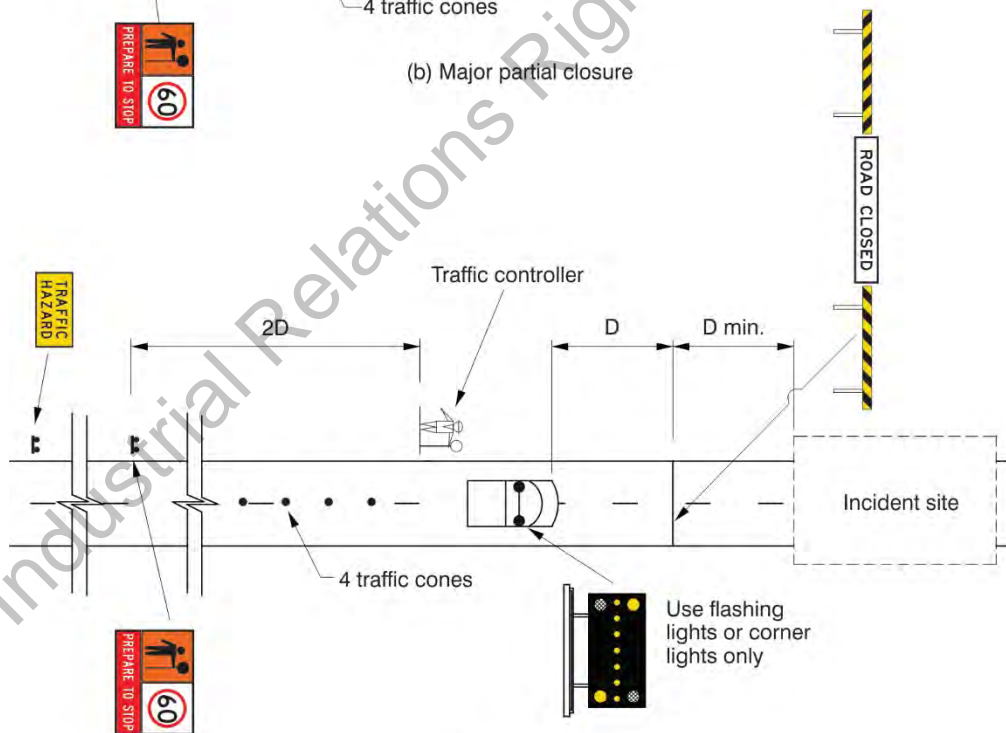 4 traffic cones
PREPARE TO STOP
60
(b) Major partial closure
ROAD CLOSED
TRAFFIC
HAZARD
Traffic controller
2D
D
D min.
Incident site
4 traffic cones
Use flashing
lights or corner
lights only
PREPARE TO STOP
60
Industrial Relations Rig